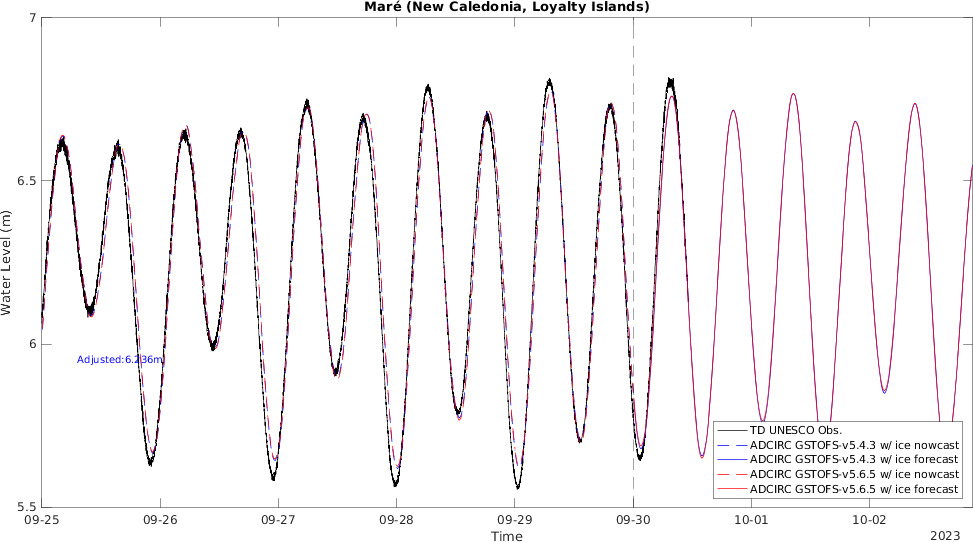 Maré (New Caledonia, Loyalty Islands)
7
6.5
6
5.5
Water Level (m)
Adjusted:6.236m
TD UNESCO Obs.
ADCIRC GSTOFS-v5.4.3 w/ ice nowcast
ADCIRC GSTOFS-v5.4.3 w/ ice forecast
ADCIRC GSTOFS-v5.6.5 w/ ice nowcast
ADCIRC GSTOFS-v5.6.5 w/ ice forecast
09-25 09-26 09-27 09-28 09-29 09-30 10-01 10-02
Time
2023